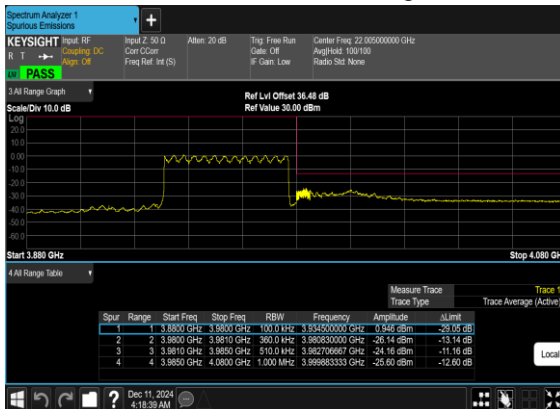 Spectrum Analyzer 1
Spurious Emissions
KEYSIGHT Input: RF Input Z: 50 Ω Atten: 20 dB Trig: Free Run Center Freq: 22.005000000 GHz
R T Coupling: DC Corr CCorr Gate: Off Avg|Hold: 100/100
Align: Off Freq Ref: Int (S) IF Gain: Low Radio Std: None
PASS
3 All Range Graph
Ref Lvl Offset 36.48 dB
Scale/Div 10.0 dB Ref Value 30.00 dBm
Log
20.0
10.0
0.00
-10.0
-20.0
-30.0
-40.0
-50.0
-60.0
Start 3.880 GHz Stop 4.080 GH
4 All Range Table
Measure Trace Trace 1
Trace Type Trace Average (Active)
Spur Range Start Freq Stop Freq RBW Frequency Amplitude ΔLimit
1 1 3.8800 GHz 3.9800 GHz 100.0 kHz 3.934500000 GHz 0.946 dBm -29.05 dB
2 2 3.9800 GHz 3.9810 GHz 360.0 kHz 3.980830000 GHz -26.14 dBm -13.14 dB
3 3 3.9810 GHz 3.9850 GHz 510.0 kHz 3.982706667 GHz -24.16 dBm -11.16 dB
4 4 3.9850 GHz 4.0800 GHz 1.000 MHz 3.999883333 GHz -25.60 dBm -12.60 dB
Local
Dec 11, 2024
4:18:39 AM